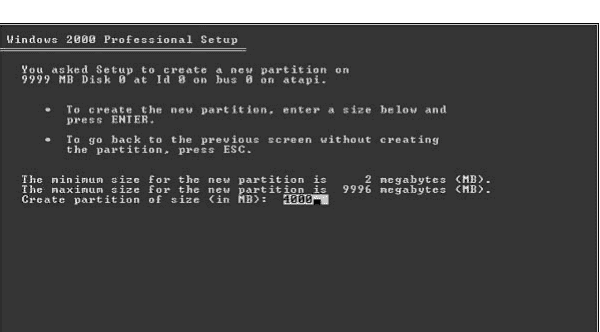 Windows 2000 Professional Setup
You asked Setup to create a new partition on
9999 MB Disk 0 at Id 0 on bus 0 on atapi.
• To create the new partition, enter a size below and
press ENTER.
• To go back to the previous screen without creating
the partition, press ESC.
The minimum size for the new partition is 2 megabytes (MB).
The maximum size for the new partition is 9996 megabytes (MB).
Create partition of size (in MB): 4000